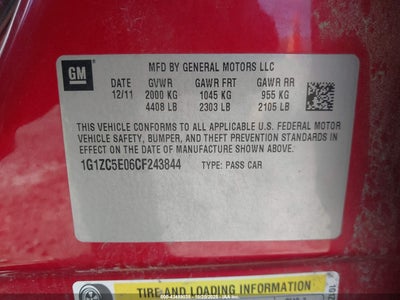 GM
MFD BY GENERAL MOTORS LLC
DATE GVWR GAWR FRT GAWR RR
12/11 2000 KG 1045 KG 955 KG
4408 LB 2303 LB 2105 LB
THIS VEHICLE CONFORMS TO ALL APPLICABLE U.S. FEDERAL MOTOR
VEHICLE SAFETY, BUMPER, AND THEFT PREVENTION STANDARDS
IN EFFECT ON THE DATE OF MANUFACTURE SHOWN ABOVE.
1G1ZC5E06CF243844 TYPE: PASS CAR
TIRE AND LOADING INFORMATION